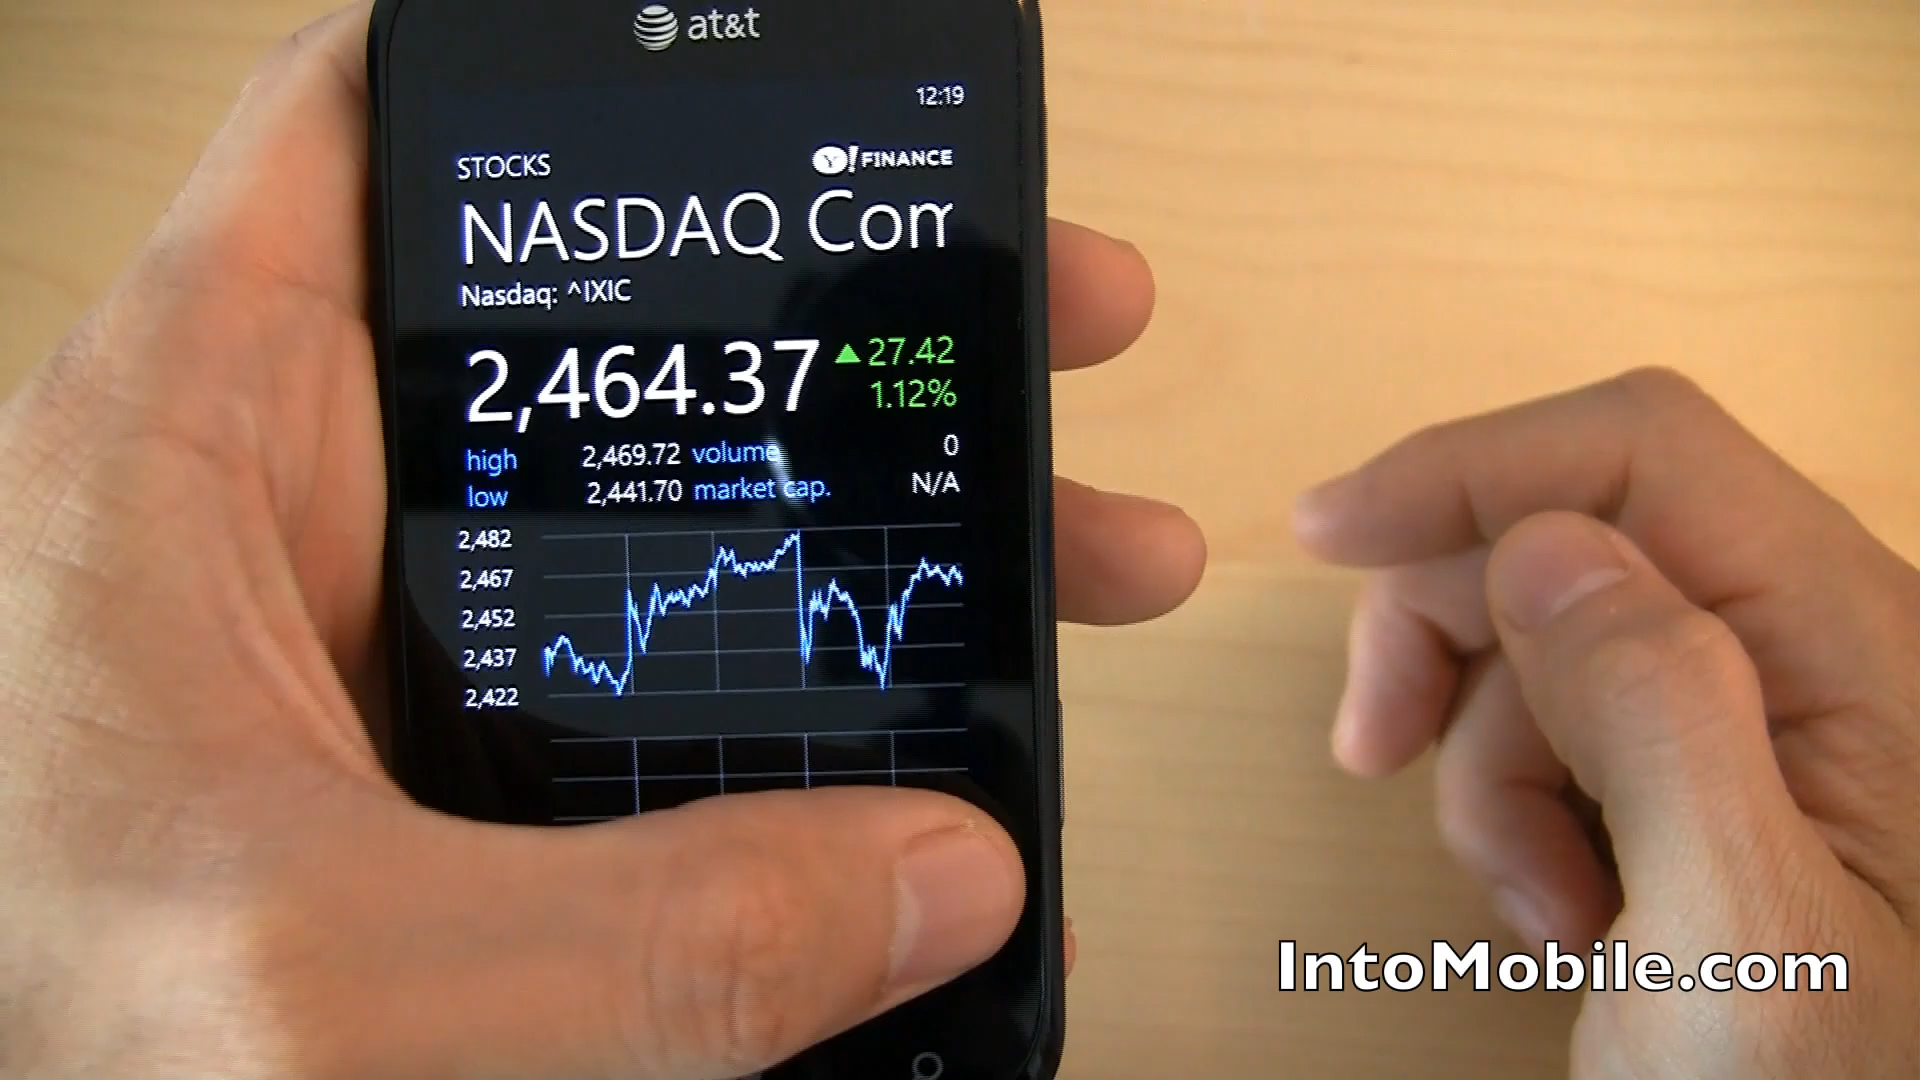 at&t
12:19
STOCKS
Y! FINANCE
NASDAQ Com
Nasdaq: ^IXIC
2,464.37 ▲27.42
1.12%
high 2,469.72 volume 0
low 2,441.70 market cap. N/A
2,482
2,467
2,452
2,437
2,422
IntoMobile.com